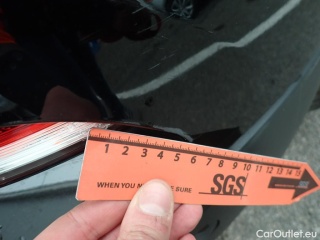 1 2 3 4 5 6 7 8 9 10 11 12 13 14 15
WHEN YOU N SURE SGS
CarOutlet.eu